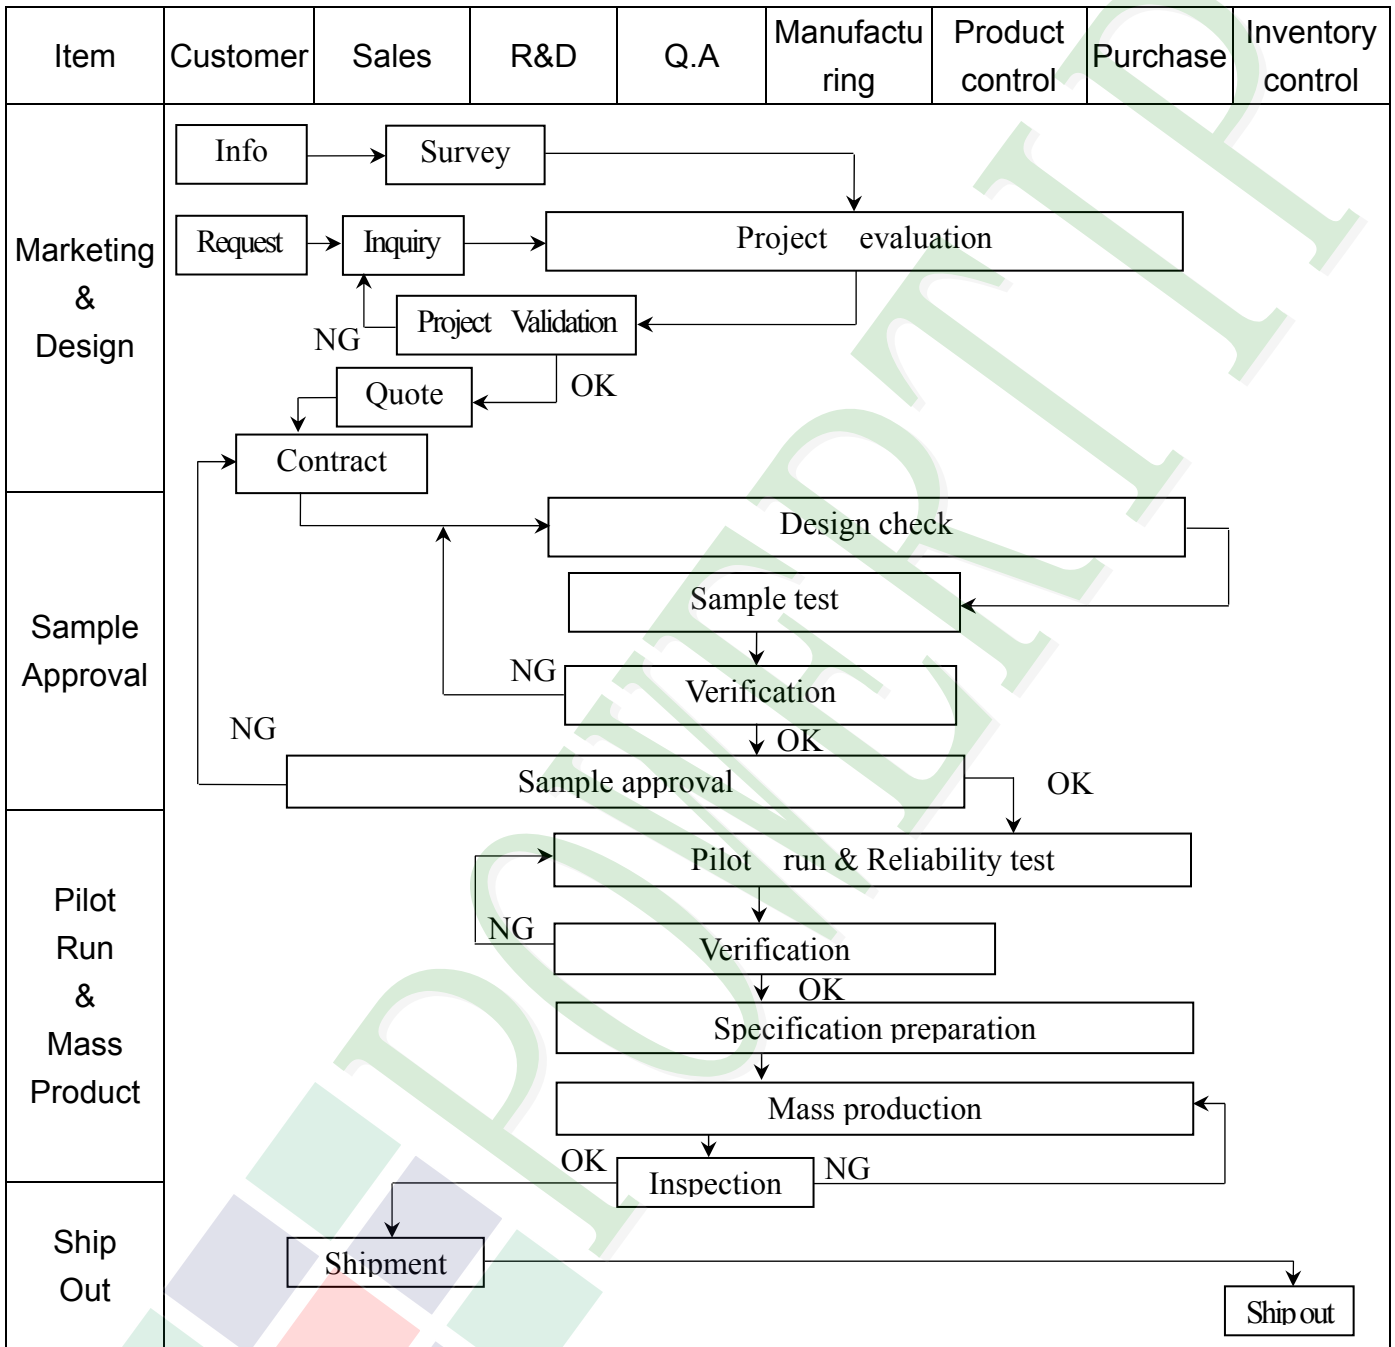 Item
Customer
Sales
R&D
Q.A
Manufactu
ring
Product
control
Purchase
Inventory
control
Marketing
&
Design
Info
Survey
Request
Inquiry
Project evaluation
NG
Project Validation
OK
Quote
Contract
Sample
Approval
Design check
Sample test
NG
Verification
NG
OK
Sample approval
OK
Pilot
Run
&
Mass
Product
Pilot run & Reliability test
NG
Verification
OK
Specification preparation
Mass production
OK
Inspection
NG
Ship
Out
Shipment
Ship out
POWERTIP